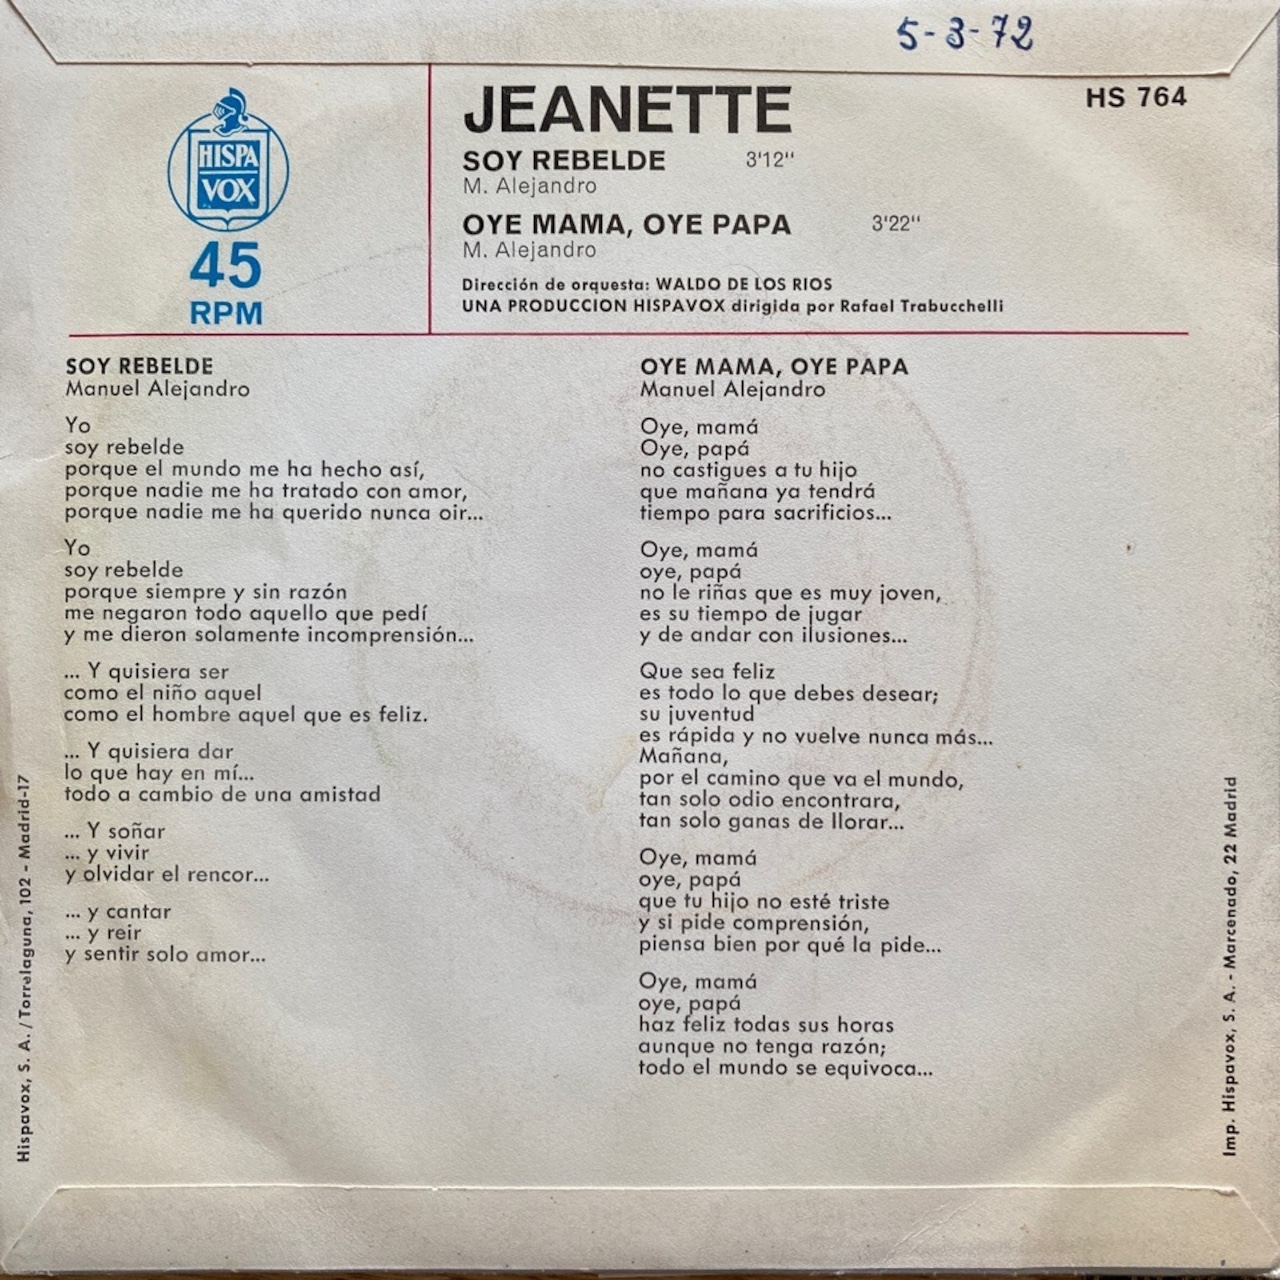 5-3-72
HISPA
VOX
45
RPM
JEANETTE
HS 764
SOY REBELDE 3'12"
M. Alejandro
OYE MAMA, OYE PAPA 3'22"
M. Alejandro
Dirección de orquesta: WALDO DE LOS RIOS
UNA PRODUCCION HISPAVOX dirigida por Rafael Trabucchelli
SOY REBELDE
Manuel Alejandro
Yo
soy rebelde
porque el mundo me ha hecho así,
porque nadie me ha tratado con amor,
porque nadie me ha querido nunca oir...
Yo
soy rebelde
porque siempre y sin razón
me negaron todo aquello que pedí
y me dieron solamente incomprensión...
... Y quisiera ser
como el niño aquel
como el hombre aquel que es feliz.
... Y quisiera dar
lo que hay en mí...
todo a cambio de una amistad
... Y soñar
... y vivir
y olvidar el rencor...
... y cantar
... y reir
y sentir solo amor...
OYE MAMA, OYE PAPA
Manuel Alejandro
Oye, mamá
Oye, papá
no castigues a tu hijo
que mañana ya tendrá
tiempo para sacrificios...
Oye, mamá
oye, papá
no le riñas que es muy joven,
es su tiempo de jugar
y de andar con ilusiones...
Que sea feliz
es todo lo que debes desear;
su juventud
es rápida y no vuelve nunca más...
Mañana,
por el camino que va el mundo,
tan solo odio encontrara,
tan solo ganas de llorar...
Oye, mamá
oye, papá
que tu hijo no esté triste
y si pide comprensión,
piensa bien por qué la pide...
Oye, mamá
oye, papá
haz feliz todas sus horas
aunque no tenga razón;
todo el mundo se equivoca...
Hispavox, S. A. / Torrelaguna, 102 - Madrid-17
Imp. Hispavox, S. A. - Marcenado, 22 Madrid